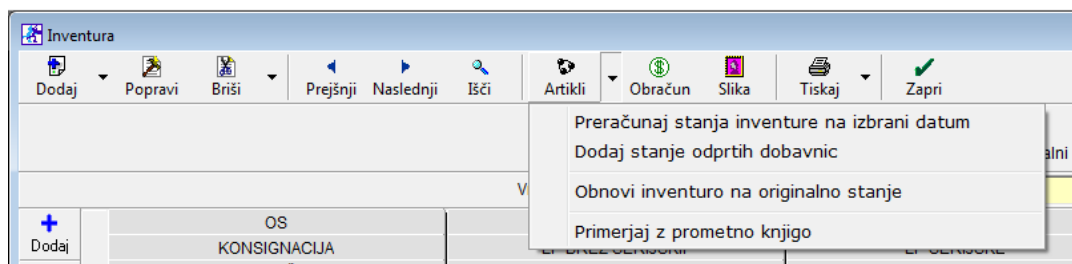 Inventura
Dodaj Popravi Briši Prejšnji Naslednji Išči Artikli Obračun Slika Tiskaj Zapri
Preračunaj stanja inventure na izbrani datum
Dodaj stanje odprtih dobavnic
alni
V
Obnovi inventuro na originalno stanje
Primerjaj z prometno knjigo
OS
Dodaj KONSIGNACIJA